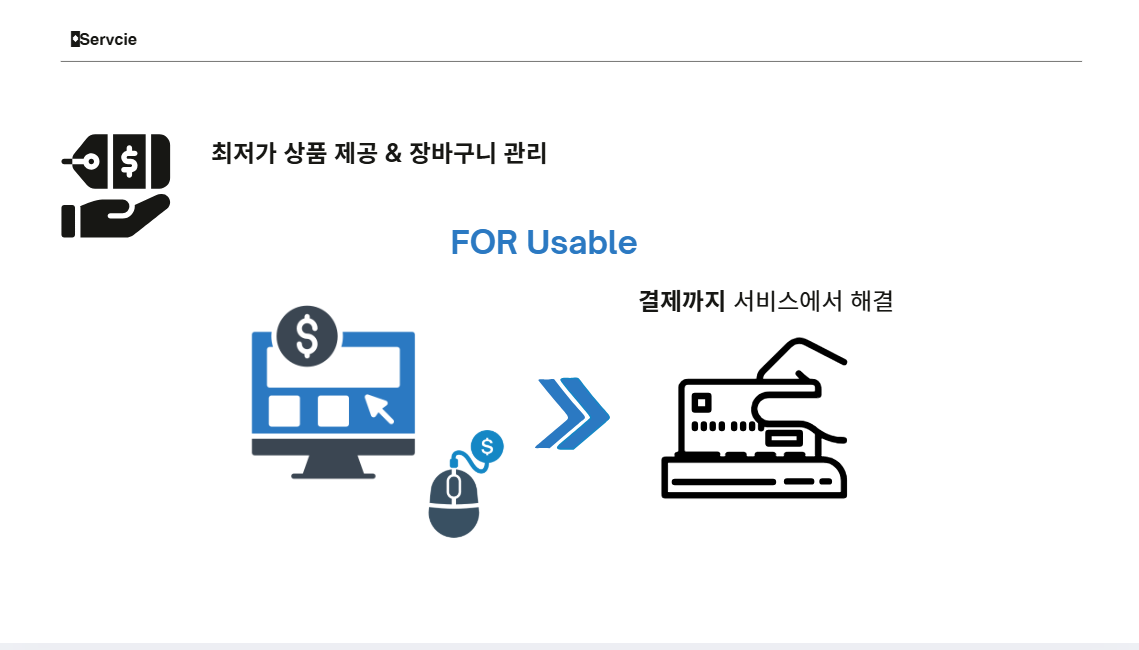 Servcie
최저가 상품 제공 & 장바구니 관리
FOR Usable
결제까지 서비스에서 해결